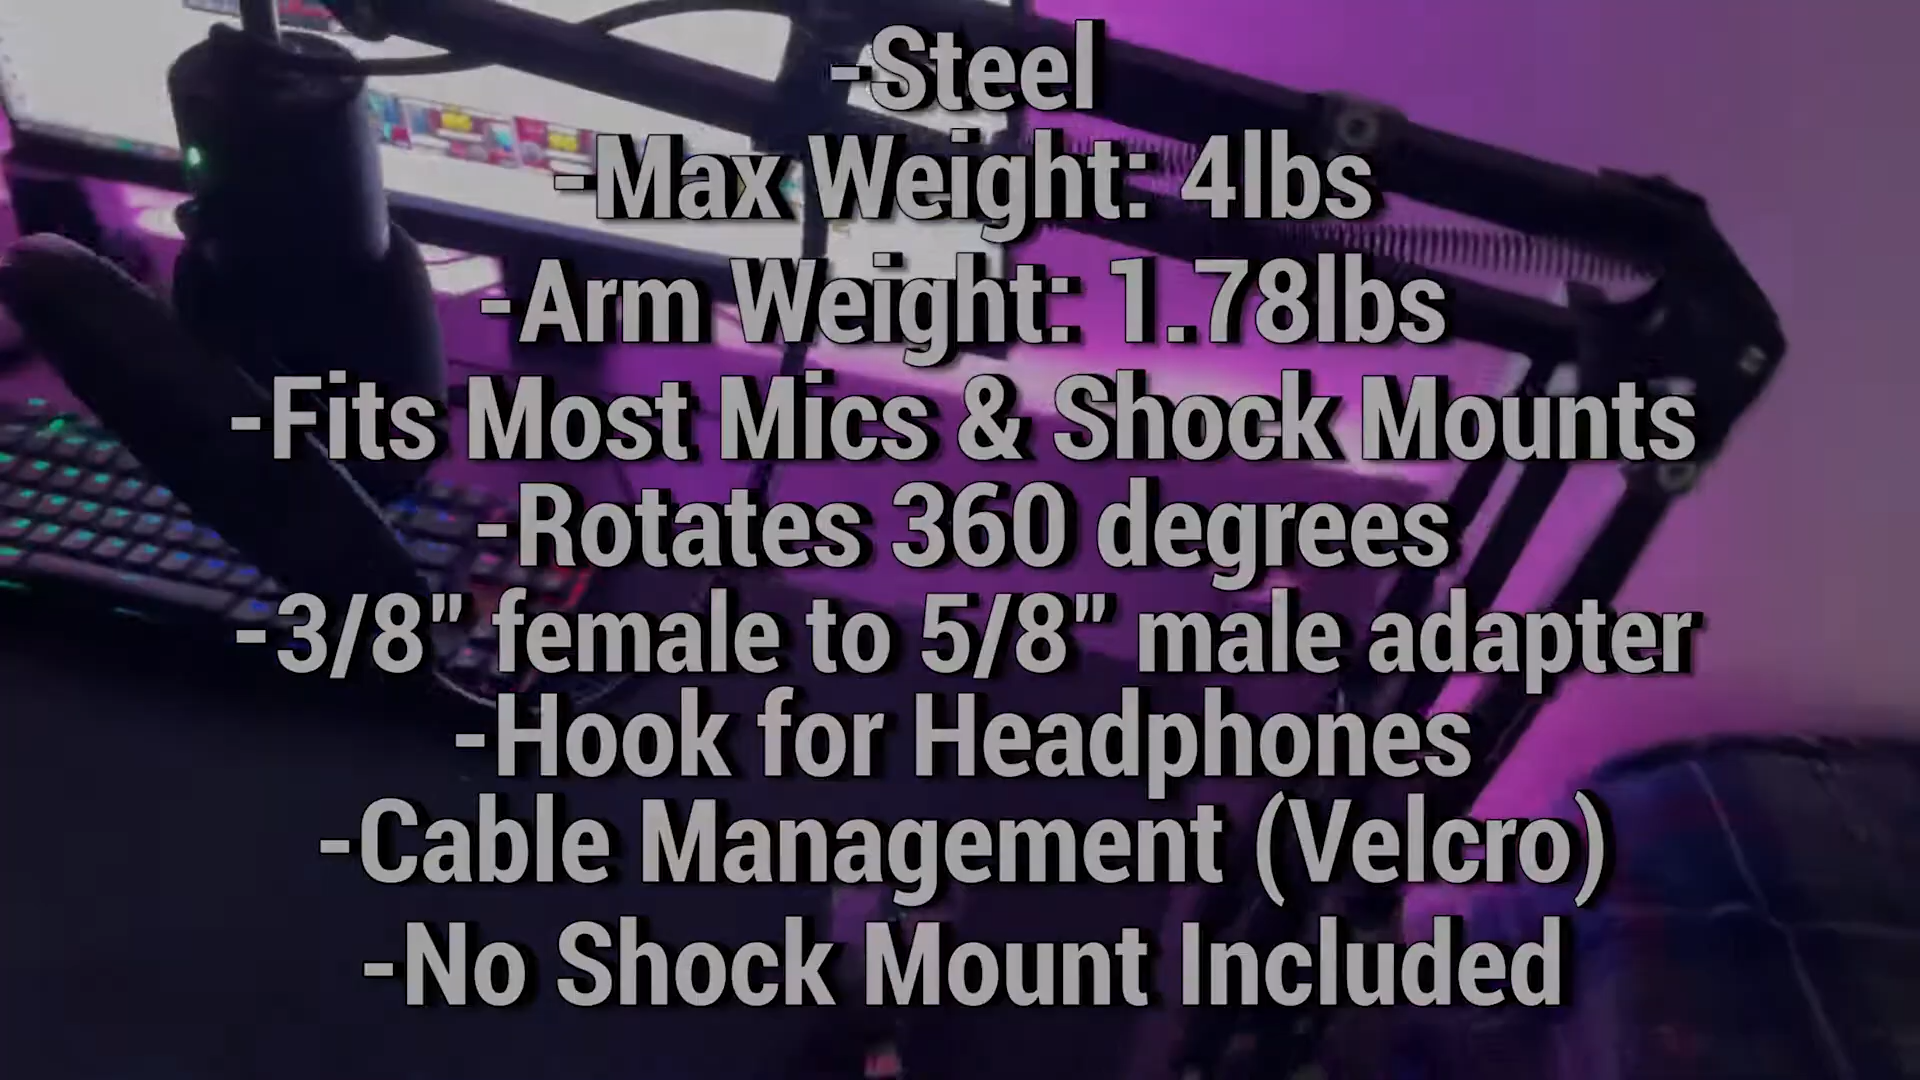 -Steel
-Max Weight: 4lbs
-Arm Weight: 1.78lbs
-Fits Most Mics & Shock Mounts
-Rotates 360 degrees
-3/8" female to 5/8" male adapter
-Hook for Headphones
-Cable Management (Velcro)
-No Shock Mount Included